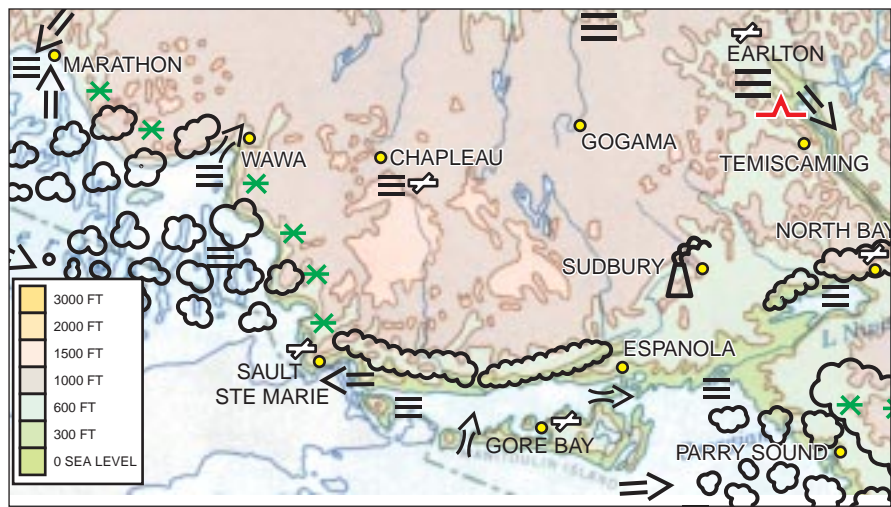 EARLTON
MARATHON
GOGAMA
WAWA
CHAPLEAU
TEMISCAMING
NORTH BAY
SUDBURY
3000 FT
2000 FT
1500 FT
1000 FT
600 FT
300 FT
0 SEA LEVEL
ESPANOLA
SAULT
STE MARIE
GORE BAY
PARRY SOUND